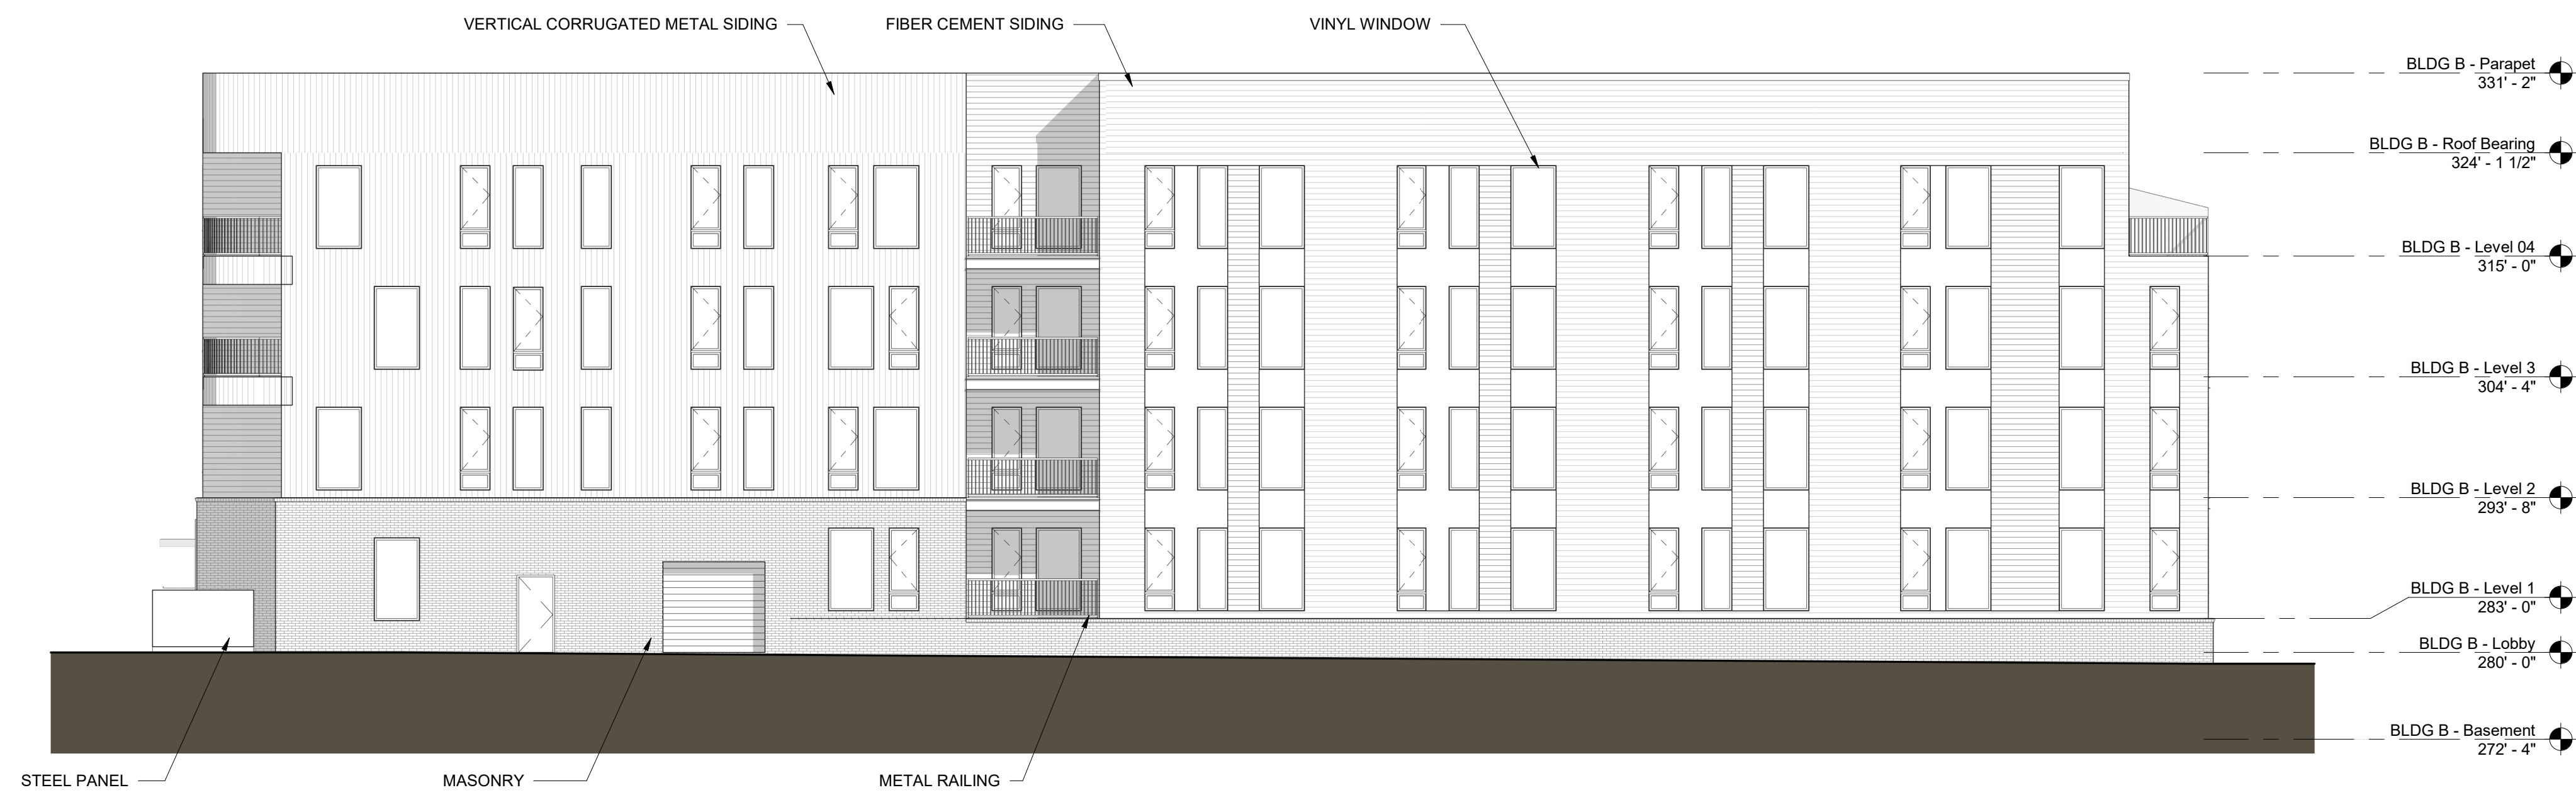 VERTICAL CORRUGATED METAL SIDING
FIBER CEMENT SIDING
VINYL WINDOW
BLDG B - Parapet
331' - 2"
BLDG B - Roof Bearing
324' - 1 1/2"
BLDG B - Level 04
315' - 0"
BLDG B - Level 3
304' - 4"
BLDG B - Level 2
293' - 8"
BLDG B - Level 1
283' - 0"
BLDG B - Lobby
280' - 0"
BLDG B - Basement
272' - 4"
STEEL PANEL
MASONRY
METAL RAILING